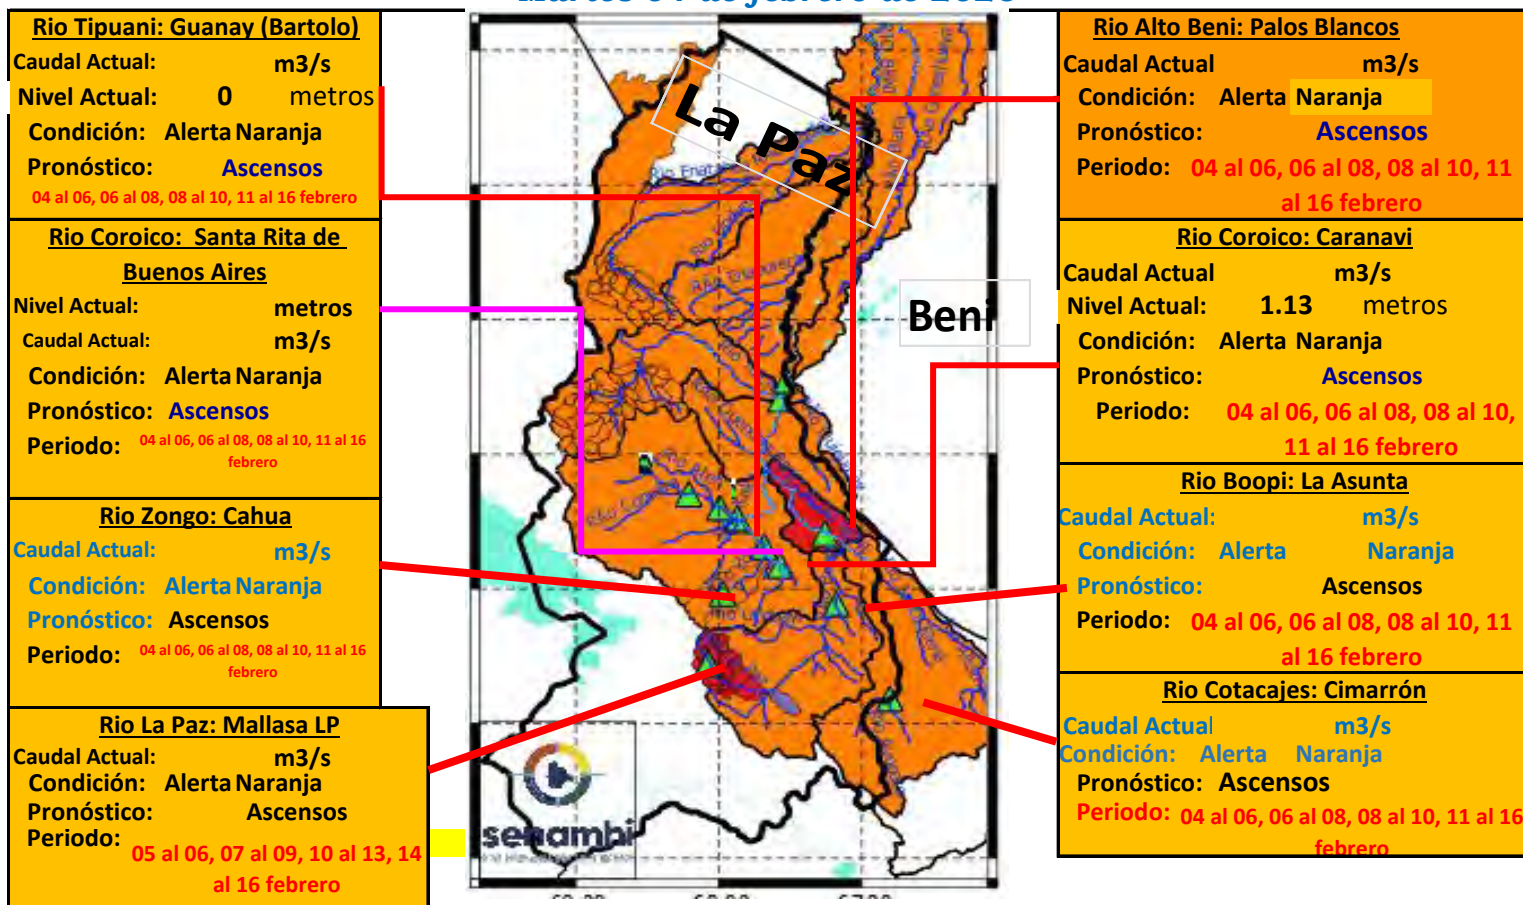 Rio Tipuani: Guanay (Bartolo)
Caudal Actual: m3/s
Nivel Actual: 0 metros
Condición: Alerta Naranja
Pronóstico: Ascensos
04 al 06, 06 al 08, 08 al 10, 11 al 16 febrero
Rio Coroico: Santa Rita de
Buenos Aires
Nivel Actual: metros
Caudal Actual: m3/s
Condición: Alerta Naranja
Pronóstico: Ascensos
Periodo: 04 al 06, 06 al 08, 08 al 10, 11 al 16
febrero
Rio Zongo: Cahua
Caudal Actual: m3/s
Condición: Alerta Naranja
Pronóstico: Ascensos
Periodo: 04 al 06, 06 al 08, 08 al 10, 11 al 16
febrero
Rio La Paz: Mallasa LP
Caudal Actual: m3/s
Condición: Alerta Naranja
Pronóstico: Ascensos
Periodo:
05 al 06, 07 al 09, 10 al 13, 14
al 16 febrero
La Paz
Beni
senamhi
Rio Alto Beni: Palos Blancos
Caudal Actual m3/s
Condición: Alerta Naranja
Pronóstico: Ascensos
Periodo: 04 al 06, 06 al 08, 08 al 10, 11
al 16 febrero
Rio Coroico: Caranavi
Caudal Actual m3/s
Nivel Actual: 1.13 metros
Condición: Alerta Naranja
Pronóstico: Ascensos
Periodo: 04 al 06, 06 al 08, 08 al 10,
11 al 16 febrero
Rio Boopi: La Asunta
Caudal Actual: m3/s
Condición: Alerta Naranja
Pronóstico: Ascensos
Periodo: 04 al 06, 06 al 08, 08 al 10, 11
al 16 febrero
Rio Cotacajes: Cimarrón
Caudal Actual m3/s
Condición: Alerta Naranja
Pronóstico: Ascensos
Periodo: 04 al 06, 06 al 08, 08 al 10, 11 al 16
febrero